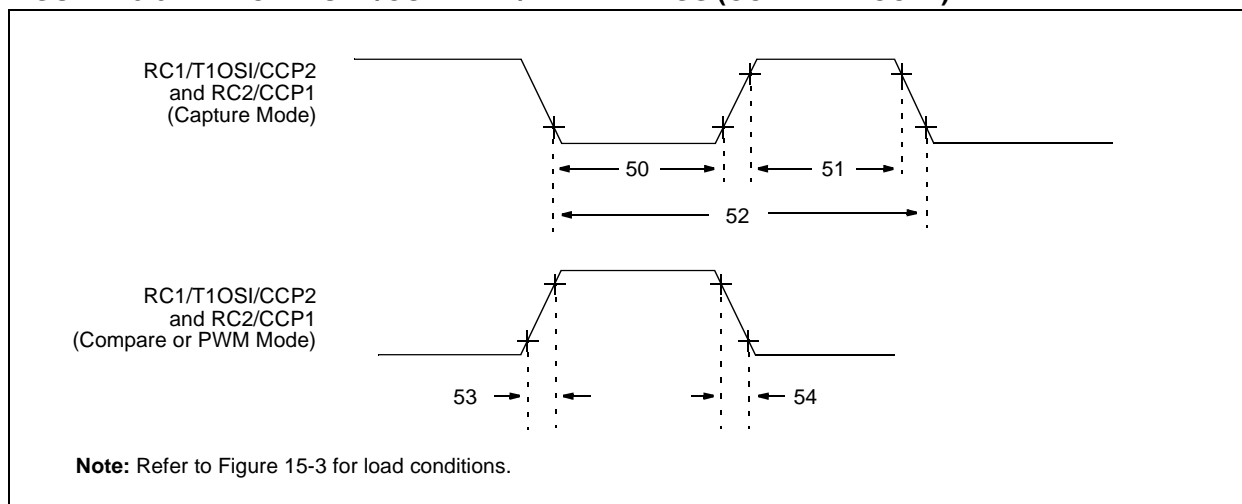 RC1/T1OSI/CCP2
and RC2/CCP1
(Capture Mode)
50
51
52
RC1/T1OSI/CCP2
and RC2/CCP1
(Compare or PWM Mode)
53
54
Note: Refer to Figure 15-3 for load conditions.